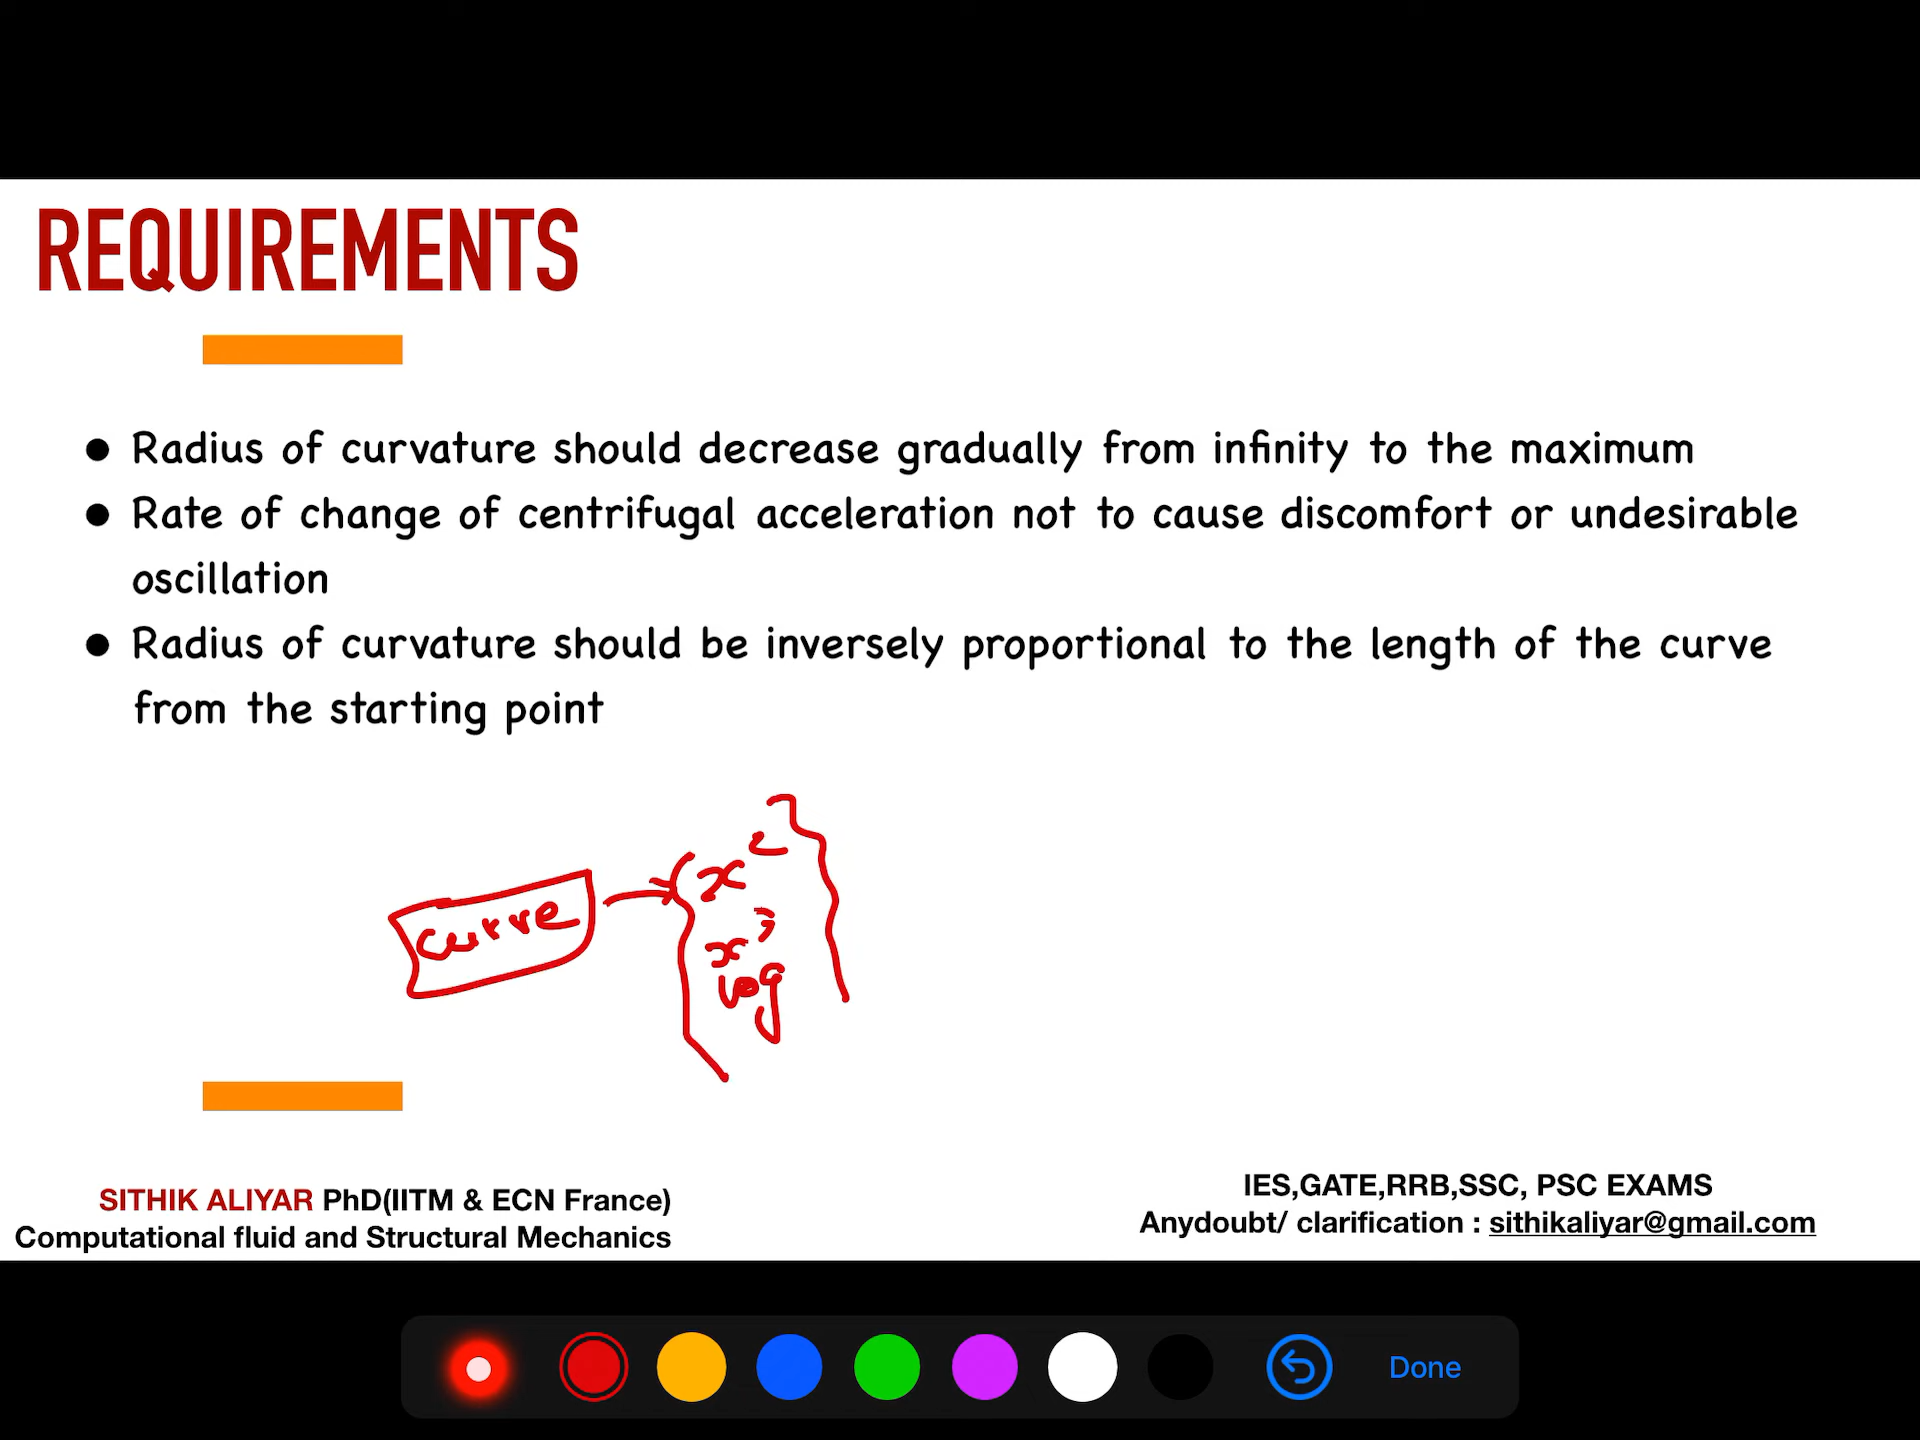 REQUIREMENTS
● Radius of curvature should decrease gradually from infinity to the maximum
● Rate of change of centrifugal acceleration not to cause discomfort or undesirable
oscillation
● Radius of curvature should be inversely proportional to the length of the curve
from the starting point
curve
x²
x³
log
SITHIK ALIYAR PhD(IITM & ECN France)
Computational fluid and Structural Mechanics
IES,GATE,RRB,SSC, PSC EXAMS
Anydoubt/ clarification : sithikaliyar@gmail.com
Done